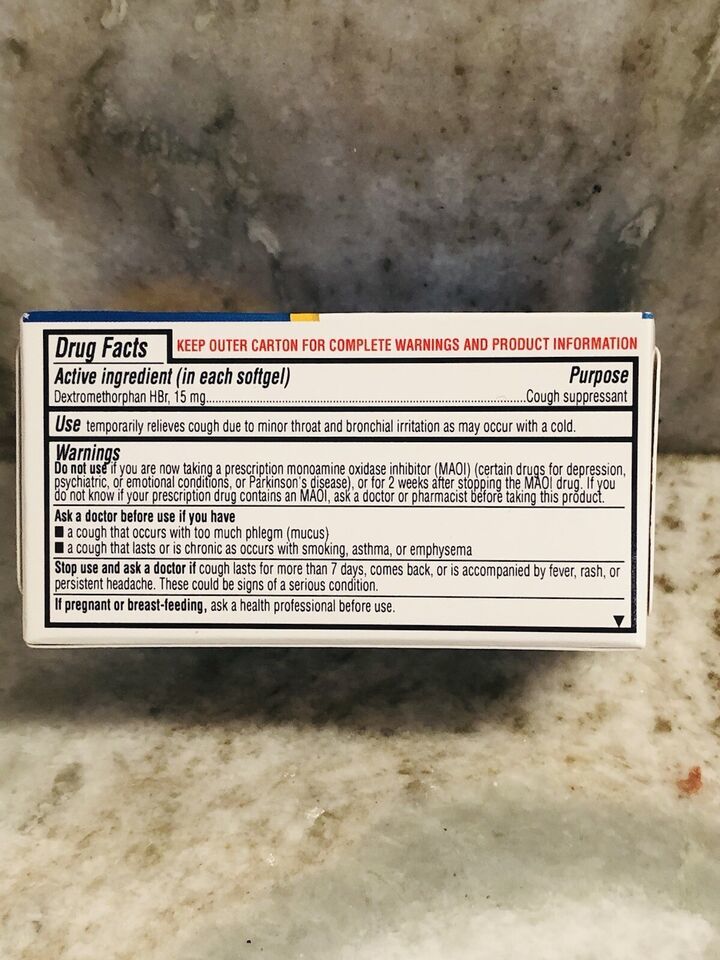 Drug Facts
KEEP OUTER CARTON FOR COMPLETE WARNINGS AND PRODUCT INFORMATION
Active ingredient (in each softgel) Purpose
Dextromethorphan HBr, 15 mg..........Cough suppressant
Use temporarily relieves cough due to minor throat and bronchial irritation as may occur with a cold.
Warnings
Do not use if you are now taking a prescription monoamine oxidase inhibitor (MAOI) (certain drugs for depression,
psychiatric, or emotional conditions, or Parkinson's disease), or for 2 weeks after stopping the MAOI drug. If you
do not know if your prescription drug contains an MAOI, ask a doctor or pharmacist before taking this product.
Ask a doctor before use if you have
■ a cough that occurs with too much phlegm (mucus)
■ a cough that lasts or is chronic as occurs with smoking, asthma, or emphysema
Stop use and ask a doctor if cough lasts for more than 7 days, comes back, or is accompanied by fever, rash, or
persistent headache. These could be signs of a serious condition.
If pregnant or breast-feeding, ask a health professional before use.